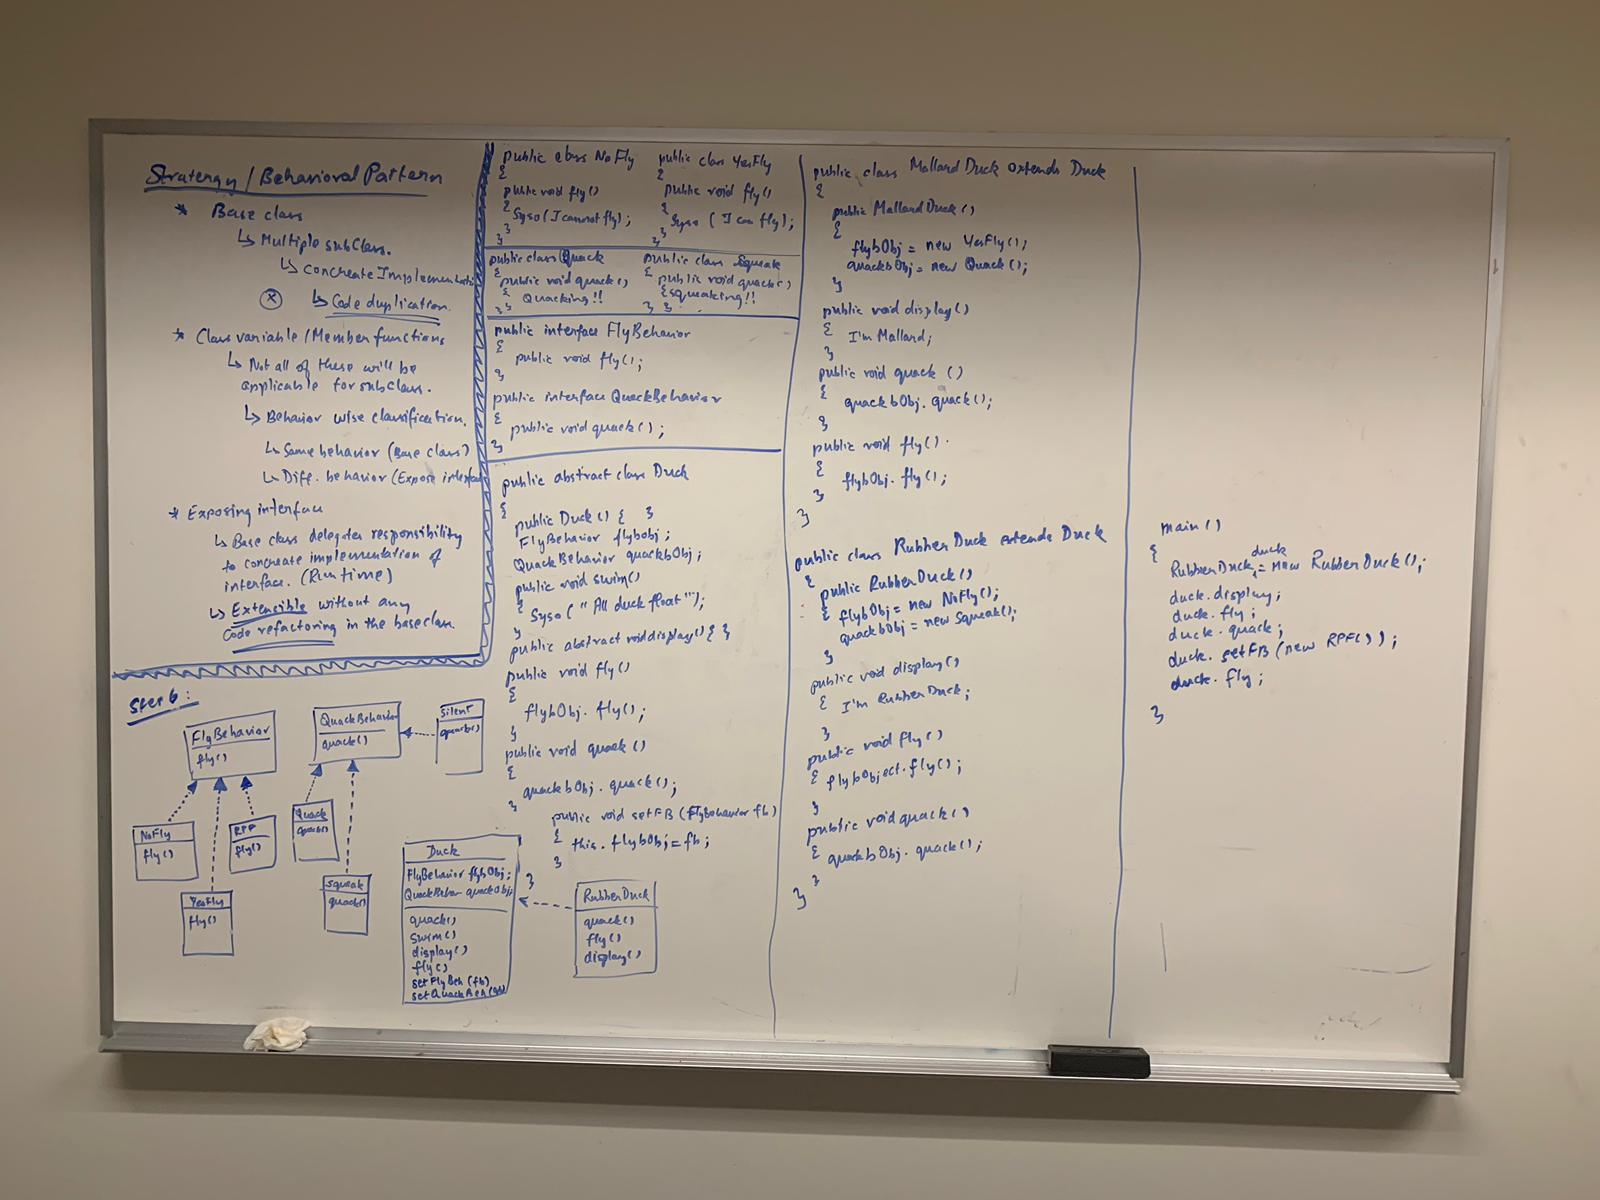 Stratergy/Behavioral Pattern
* Base class
↳ Multiple subclass.
↳ Concreate Implementation
ⓧ ↳ Code duplication.
* Class variable / Member functions
↳ Not all of these will be
applicable for subclass.
↳ Behavior wise classification.
↳ Same behavior (Base class)
↳ Diff. behavior (Expose interface
* Exposing interface
↳ Base class delegates responsibility
to concreate implementation of
interface. (Run time)
↳ Extensible without any
Code refactoring in the baseclass.
Step 6:
FlyBehavior
fly()
QuackBehavior
quack()
Silent
quack()
NoFly
fly()
RPF
fly()
Quack
quack()
YesFly
fly()
Squeak
quack()
Duck
FlyBehavior flybObj;
QuackBehav quackObj;
quack()
swim()
display()
fly()
setFlyBeh(fb)
RubberDuck
quack()
fly()
display()
public class NoFly
{
public void fly()
{
Syso(I cannot fly);
}
}
public class YesFly
{
public void fly()
{
Syso ( I can fly);
}
}
public class Quack
{
public void quack()
{ Quacking!!
} }
public class Squeak
{ public void quack()
{ squeaking!!
} }
public interface FlyBehavior
{
public void fly();
}
public interface QuackBehavior
{
public void quack();
}
public abstract class Duck
{
public Duck() { }
FlyBehavior flybobj;
QuackBehavior quackbObj;
public void swim()
{ Syso ( "All duck float" );
}
public abstract void display() { }
public void fly()
{
flybObj. fly();
}
public void quack()
{
quackbObj. quack();
}
public void setFB (FlyBehavior fb)
{
this. flybObj = fb;
}
}
public class Mallard Duck extends Duck
{
public MallardDuck()
{
flybObj = new YesFly();
quackbObj = new Quack();
}
public void display()
{ I'm Mallard;
}
public void quack ()
{
quackbObj. quack();
}
public void fly()
{
flybObj. fly();
}
}
public class RubberDuck extends Duck
{
public RubberDuck()
{ flybObj = new NoFly();
quackbObj = new Squeak();
}
public void display()
{ I'm RubberDuck;
}
public void fly()
{ flybObject.fly();
}
public void quack()
{ quackbObj. quack();
}
}
main ()
{
RubberDuck duck = new RubberDuck();
duck. display;
duck. fly;
duck. quack;
duck. setFB (new RPF());
duck. fly;
}